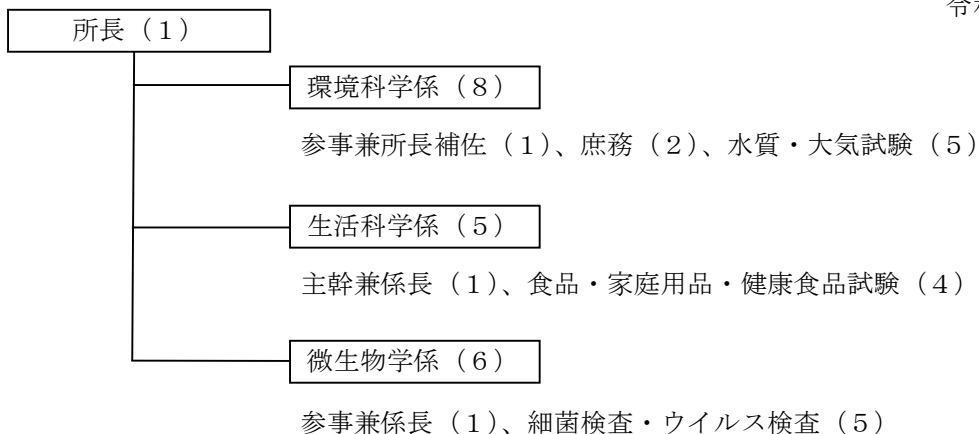 令
所長（１）
環境科学係（８）
参事兼所長補佐（１）、庶務（２）、水質・大気試験（５）
生活科学係（５）
主幹兼係長（１）、食品・家庭用品・健康食品試験（４）
微生物学係（６）
参事兼係長（１）、細菌検査・ウイルス検査（５）